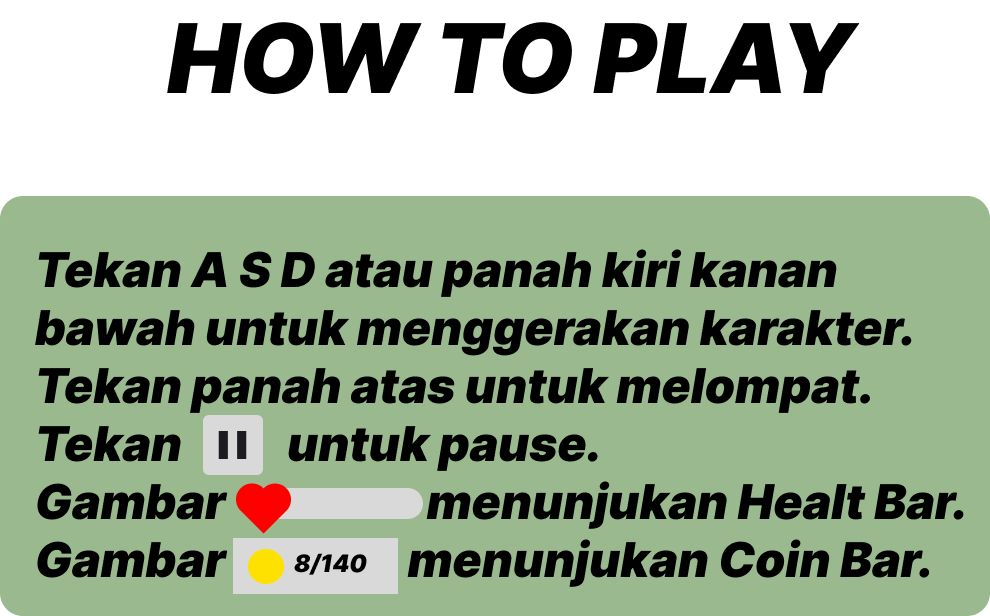 HOW TO PLAY
Tekan A S D atau panah kiri kanan
bawah untuk menggerakan karakter.
Tekan panah atas untuk melompat.
Tekan untuk pause.
Gambar menunjukan Healt Bar.
Gambar 8/140 menunjukan Coin Bar.